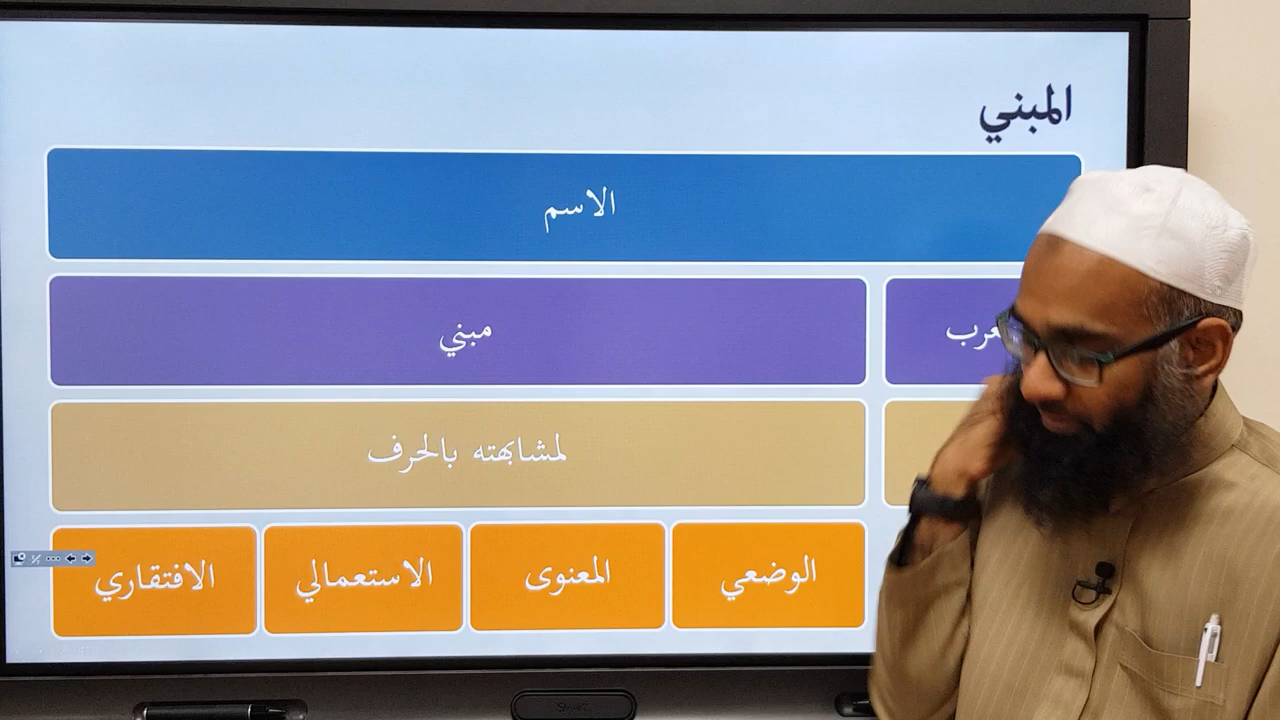 المبني
الاسم
مبني
لمشابهته بالحرف
الوضعي المعنوى الاستعمالي الافتقاري